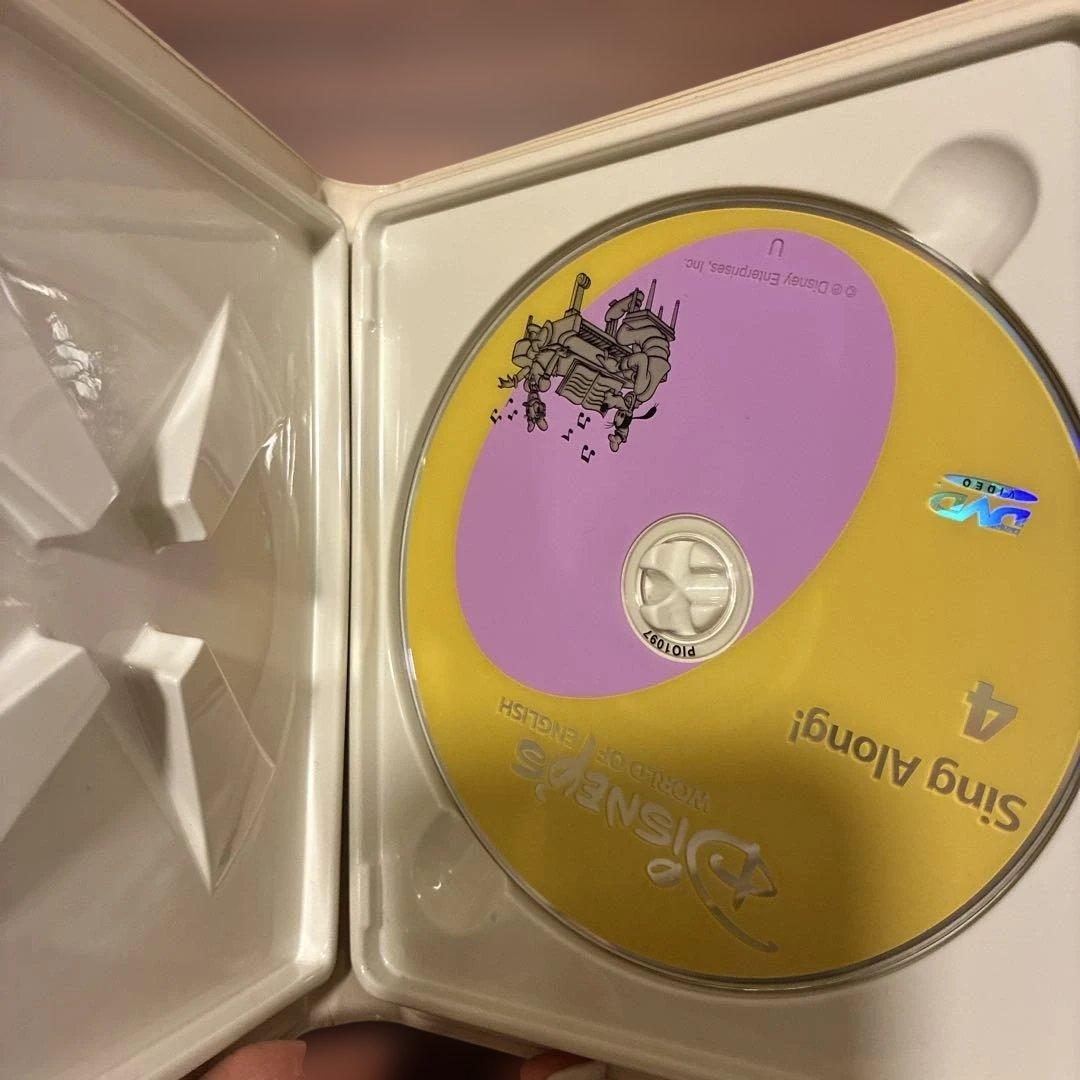 DISNEY'S
WORLD OF ENGLISH
Sing Along!
4
PIO1097
DVD
VIDEO
© ℗ Disney Enterprises, Inc.
U